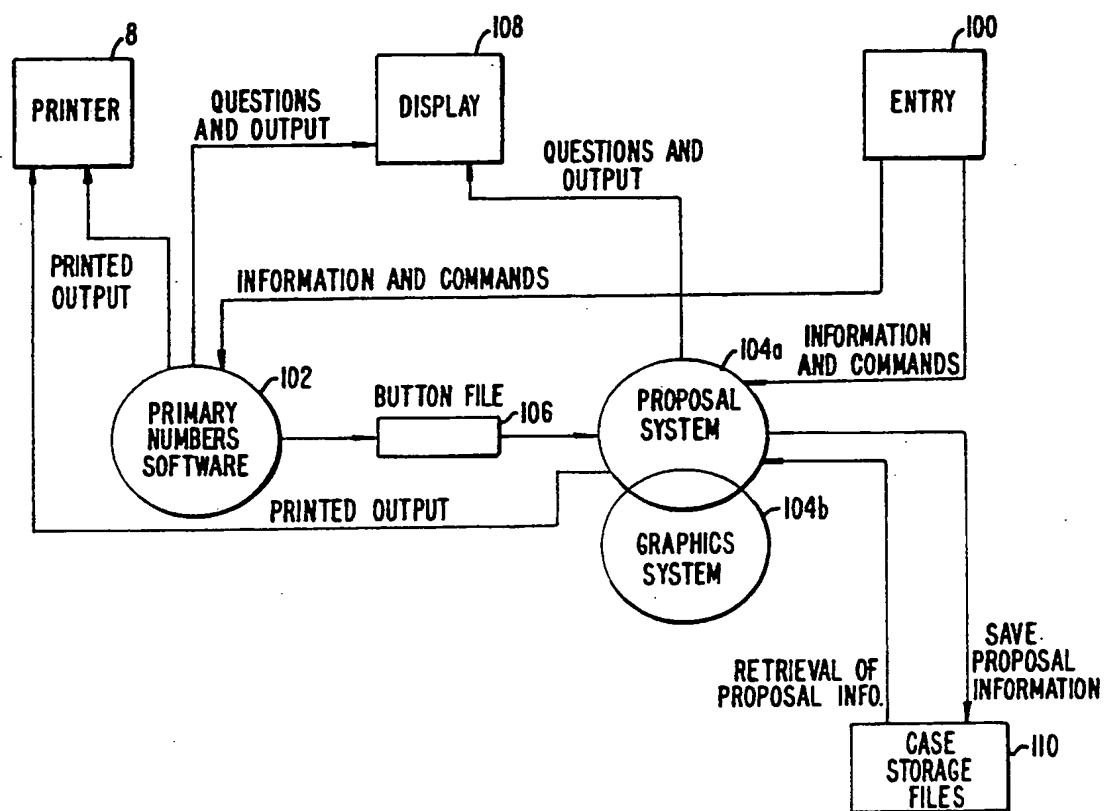 8
108
100
PRINTER
DISPLAY
ENTRY
QUESTIONS
AND OUTPUT
QUESTIONS AND
OUTPUT
PRINTED
OUTPUT
INFORMATION AND COMMANDS
INFORMATION
AND COMMANDS
102
104a
BUTTON FILE
106
PRIMARY
NUMBERS
SOFTWARE
PROPOSAL
SYSTEM
PRINTED OUTPUT
104b
GRAPHICS
SYSTEM
RETRIEVAL OF
PROPOSAL INFO.
SAVE
PROPOSAL
INFORMATION
CASE
STORAGE
FILES
110